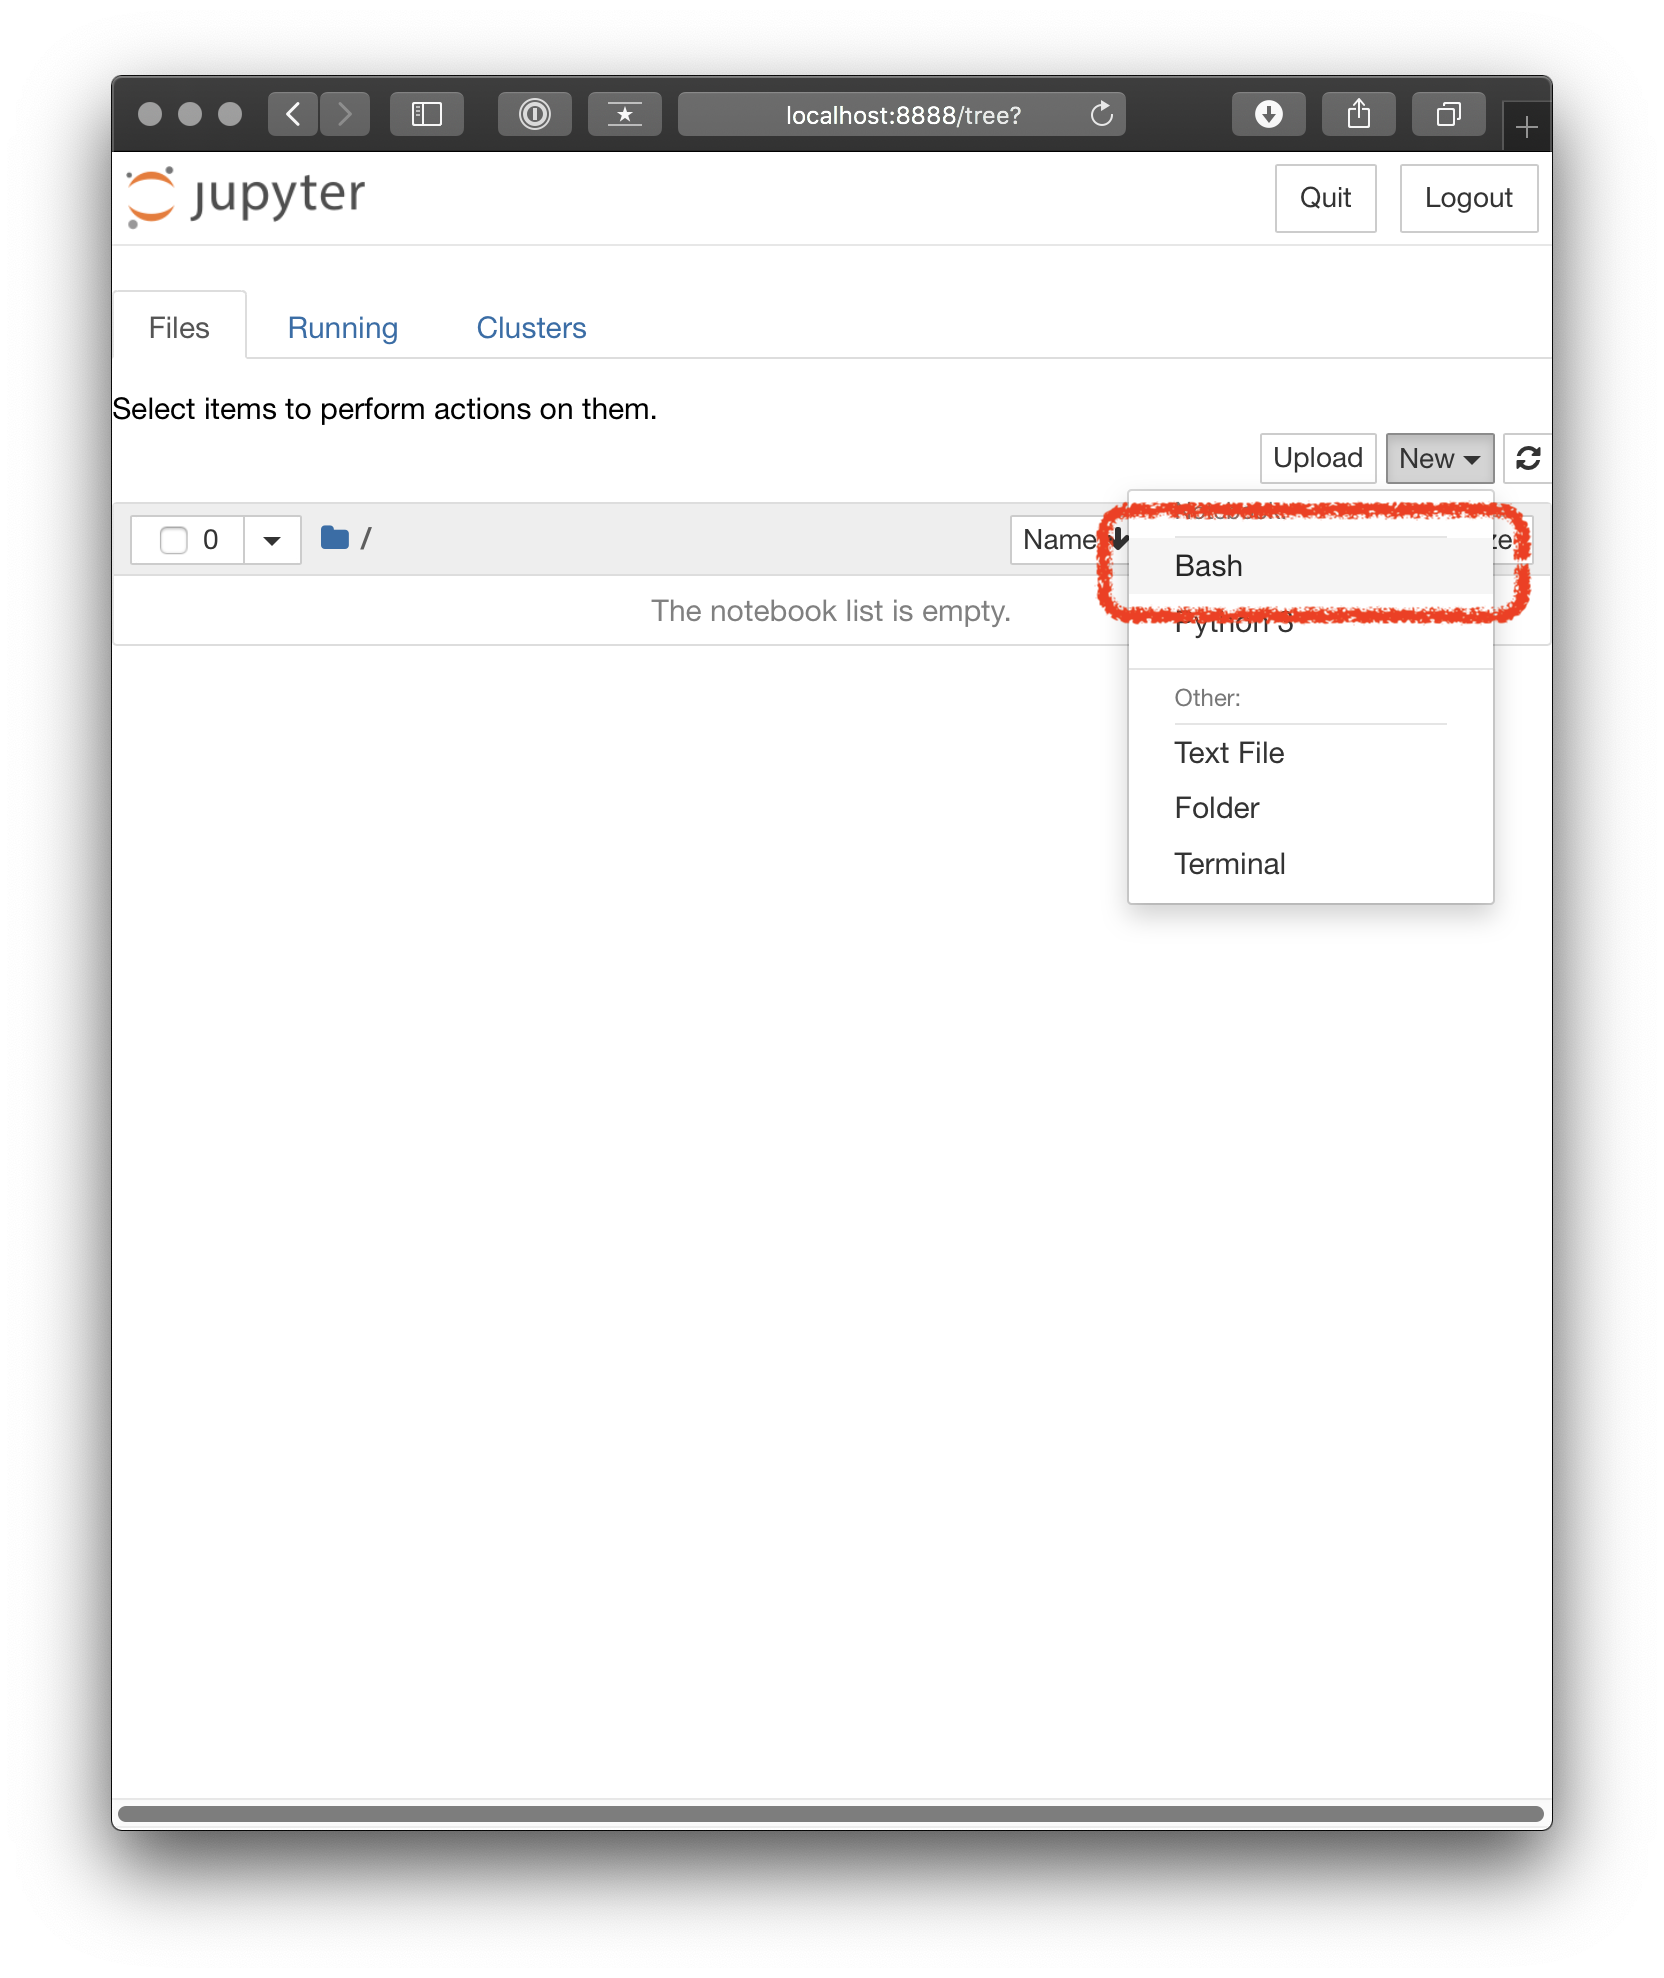 localhost:8888/tree?
jupyter
Quit
Logout
Files
Running
Clusters
Select items to perform actions on them.
Upload
New
0
/
Name
Bash
Python 3
The notebook list is empty.
Other:
Text File
Folder
Terminal